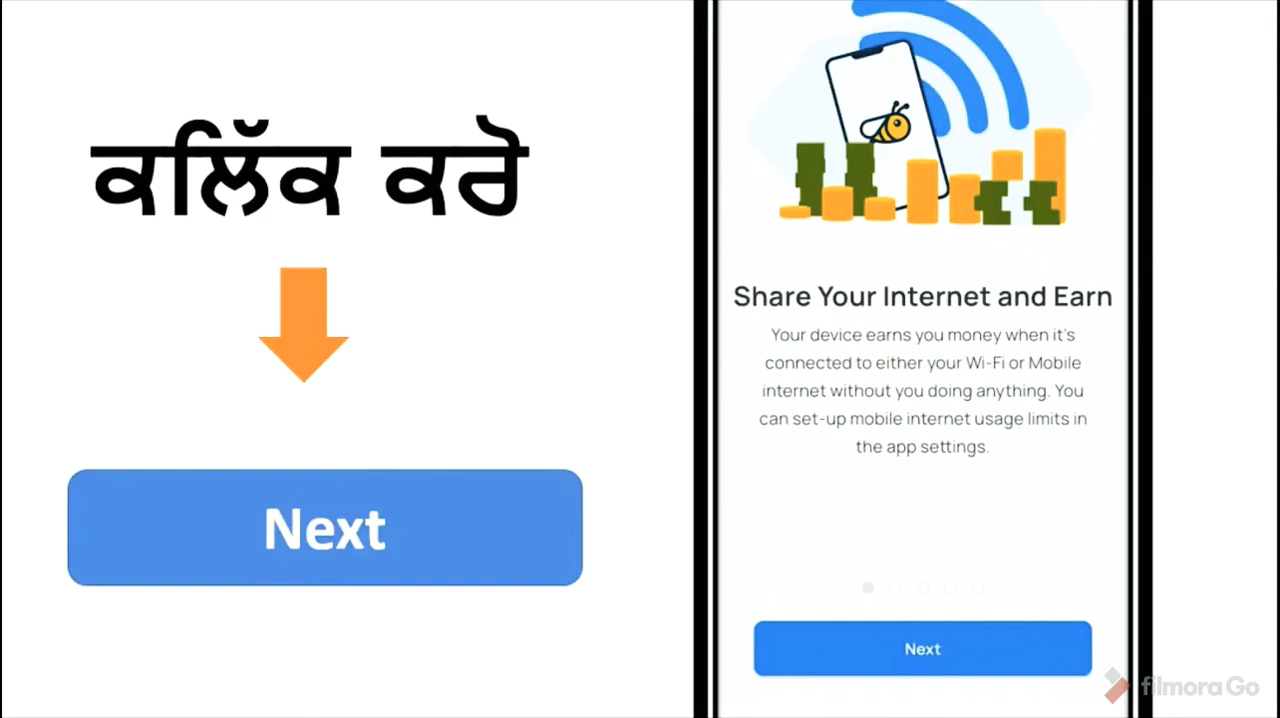 ਕਲਿੱਕ ਕਰੋ
Next
Share Your Internet and Earn
Your device earns you money when it's
connected to either your Wi-Fi or Mobile
internet without you doing anything. You
can set-up mobile internet usage limits in
the app settings.
Next
filmoraGo